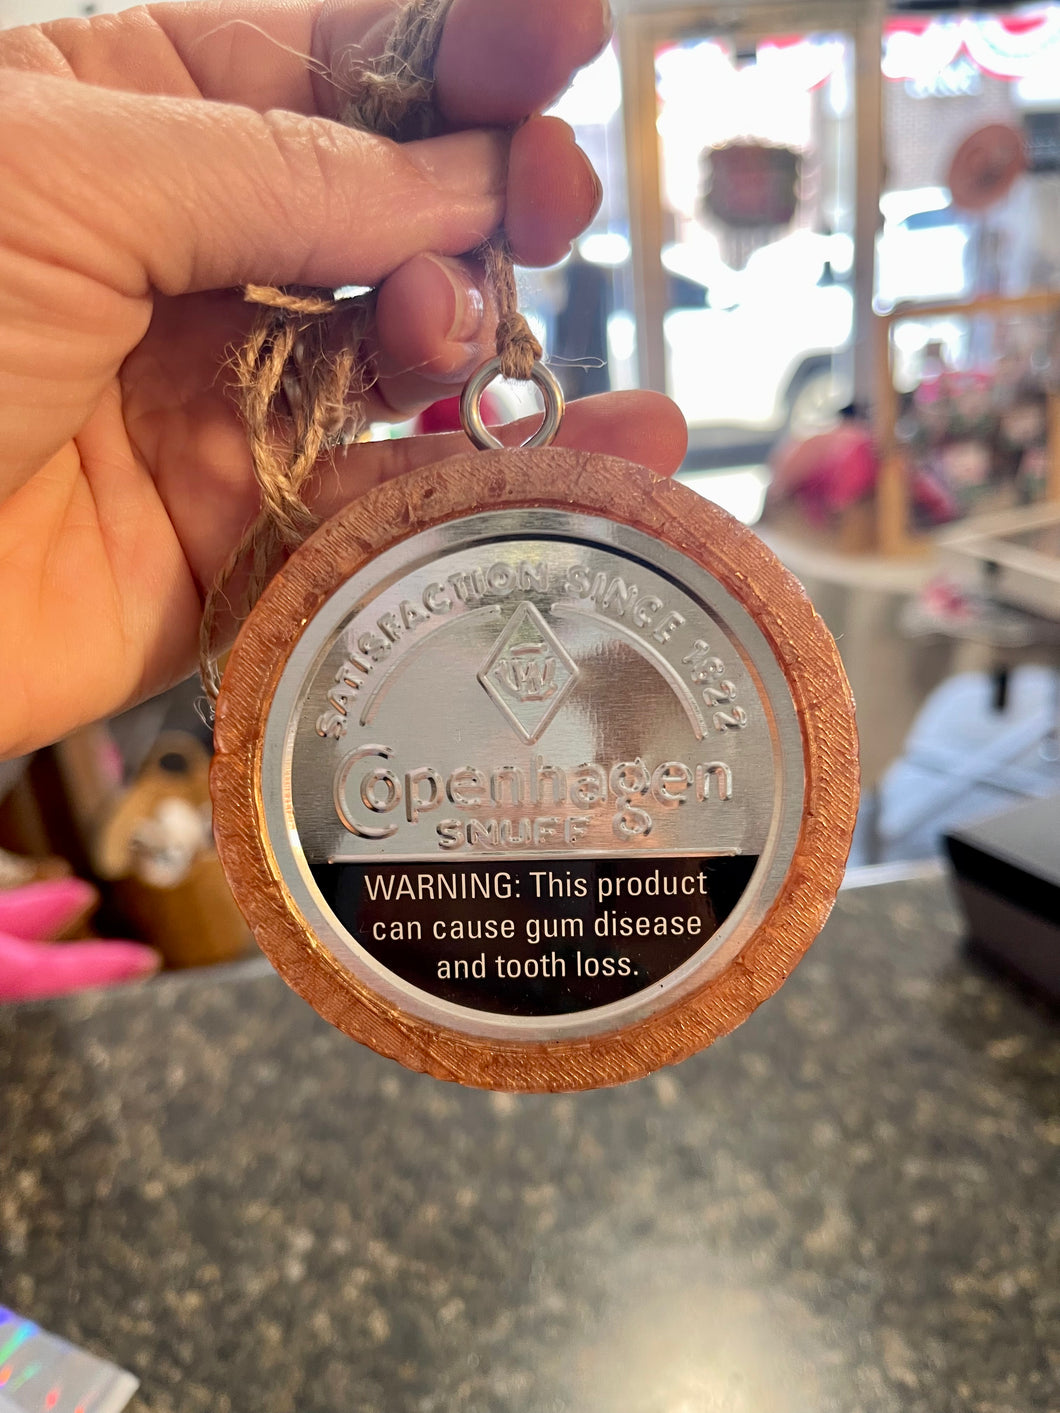 SATISFACTION SINCE 1822
Copenhagen
SNUFF
WARNING: This product
can cause gum disease
and tooth loss.